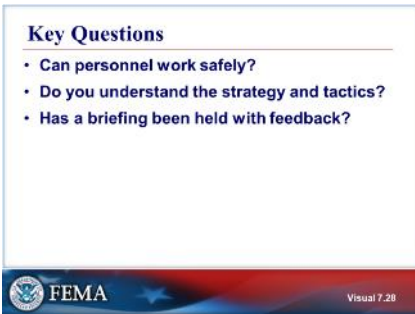 Key Questions
• Can personnel work safely?
• Do you understand the strategy and tactics?
• Has a briefing been held with feedback?
FEMA
Visual 7.28